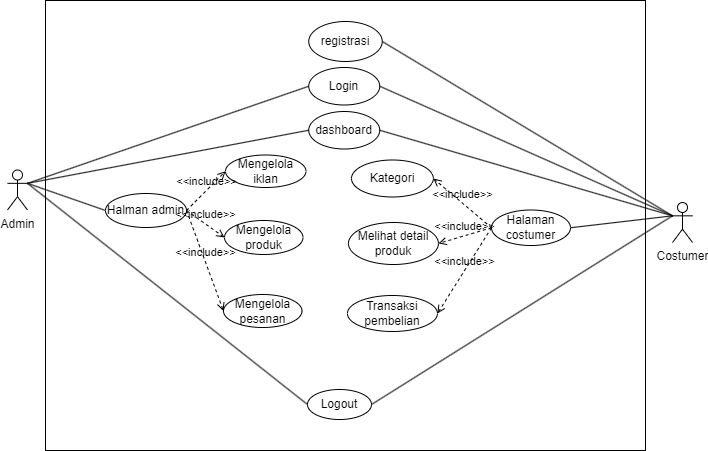 registrasi
Login
dashboard
Mengelola
iklan
Kategori
<<include>>
<<include>>
Admin
Halman admin
<<include>>
Mengelola
produk
Melihat detail
produk
<<include>>
Halaman
costumer
Costumer
<<include>>
<<include>>
Mengelola
pesanan
Transaksi
pembelian
Logout